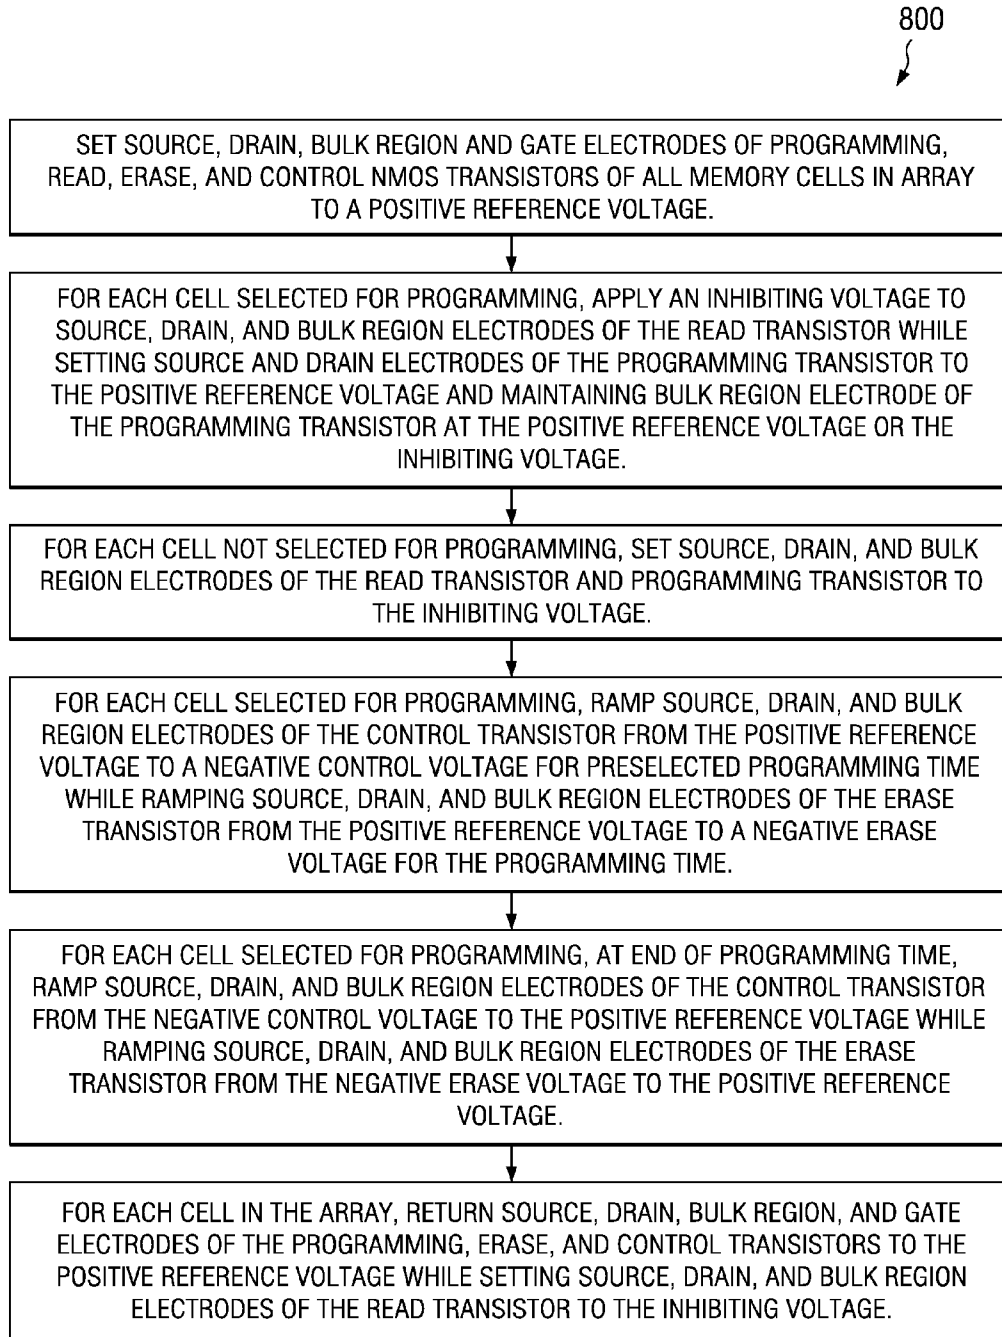 800
SET SOURCE, DRAIN, BULK REGION AND GATE ELECTRODES OF PROGRAMMING,
READ, ERASE, AND CONTROL NMOS TRANSISTORS OF ALL MEMORY CELLS IN ARRAY
TO A POSITIVE REFERENCE VOLTAGE.
FOR EACH CELL SELECTED FOR PROGRAMMING, APPLY AN INHIBITING VOLTAGE TO
SOURCE, DRAIN, AND BULK REGION ELECTRODES OF THE READ TRANSISTOR WHILE
SETTING SOURCE AND DRAIN ELECTRODES OF THE PROGRAMMING TRANSISTOR TO
THE POSITIVE REFERENCE VOLTAGE AND MAINTAINING BULK REGION ELECTRODE OF
THE PROGRAMMING TRANSISTOR AT THE POSITIVE REFERENCE VOLTAGE OR THE
INHIBITING VOLTAGE.
FOR EACH CELL NOT SELECTED FOR PROGRAMMING, SET SOURCE, DRAIN, AND BULK
REGION ELECTRODES OF THE READ TRANSISTOR AND PROGRAMMING TRANSISTOR TO
THE INHIBITING VOLTAGE.
FOR EACH CELL SELECTED FOR PROGRAMMING, RAMP SOURCE, DRAIN, AND BULK
REGION ELECTRODES OF THE CONTROL TRANSISTOR FROM THE POSITIVE REFERENCE
VOLTAGE TO A NEGATIVE CONTROL VOLTAGE FOR PRESELECTED PROGRAMMING TIME
WHILE RAMPING SOURCE, DRAIN, AND BULK REGION ELECTRODES OF THE ERASE
TRANSISTOR FROM THE POSITIVE REFERENCE VOLTAGE TO A NEGATIVE ERASE
VOLTAGE FOR THE PROGRAMMING TIME.
FOR EACH CELL SELECTED FOR PROGRAMMING, AT END OF PROGRAMMING TIME,
RAMP SOURCE, DRAIN, AND BULK REGION ELECTRODES OF THE CONTROL TRANSISTOR
FROM THE NEGATIVE CONTROL VOLTAGE TO THE POSITIVE REFERENCE VOLTAGE WHILE
RAMPING SOURCE, DRAIN, AND BULK REGION ELECTRODES OF THE ERASE
TRANSISTOR FROM THE NEGATIVE ERASE VOLTAGE TO THE POSITIVE REFERENCE
VOLTAGE.
FOR EACH CELL IN THE ARRAY, RETURN SOURCE, DRAIN, BULK REGION, AND GATE
ELECTRODES OF THE PROGRAMMING, ERASE, AND CONTROL TRANSISTORS TO THE
POSITIVE REFERENCE VOLTAGE WHILE SETTING SOURCE, DRAIN, AND BULK REGION
ELECTRODES OF THE READ TRANSISTOR TO THE INHIBITING VOLTAGE.